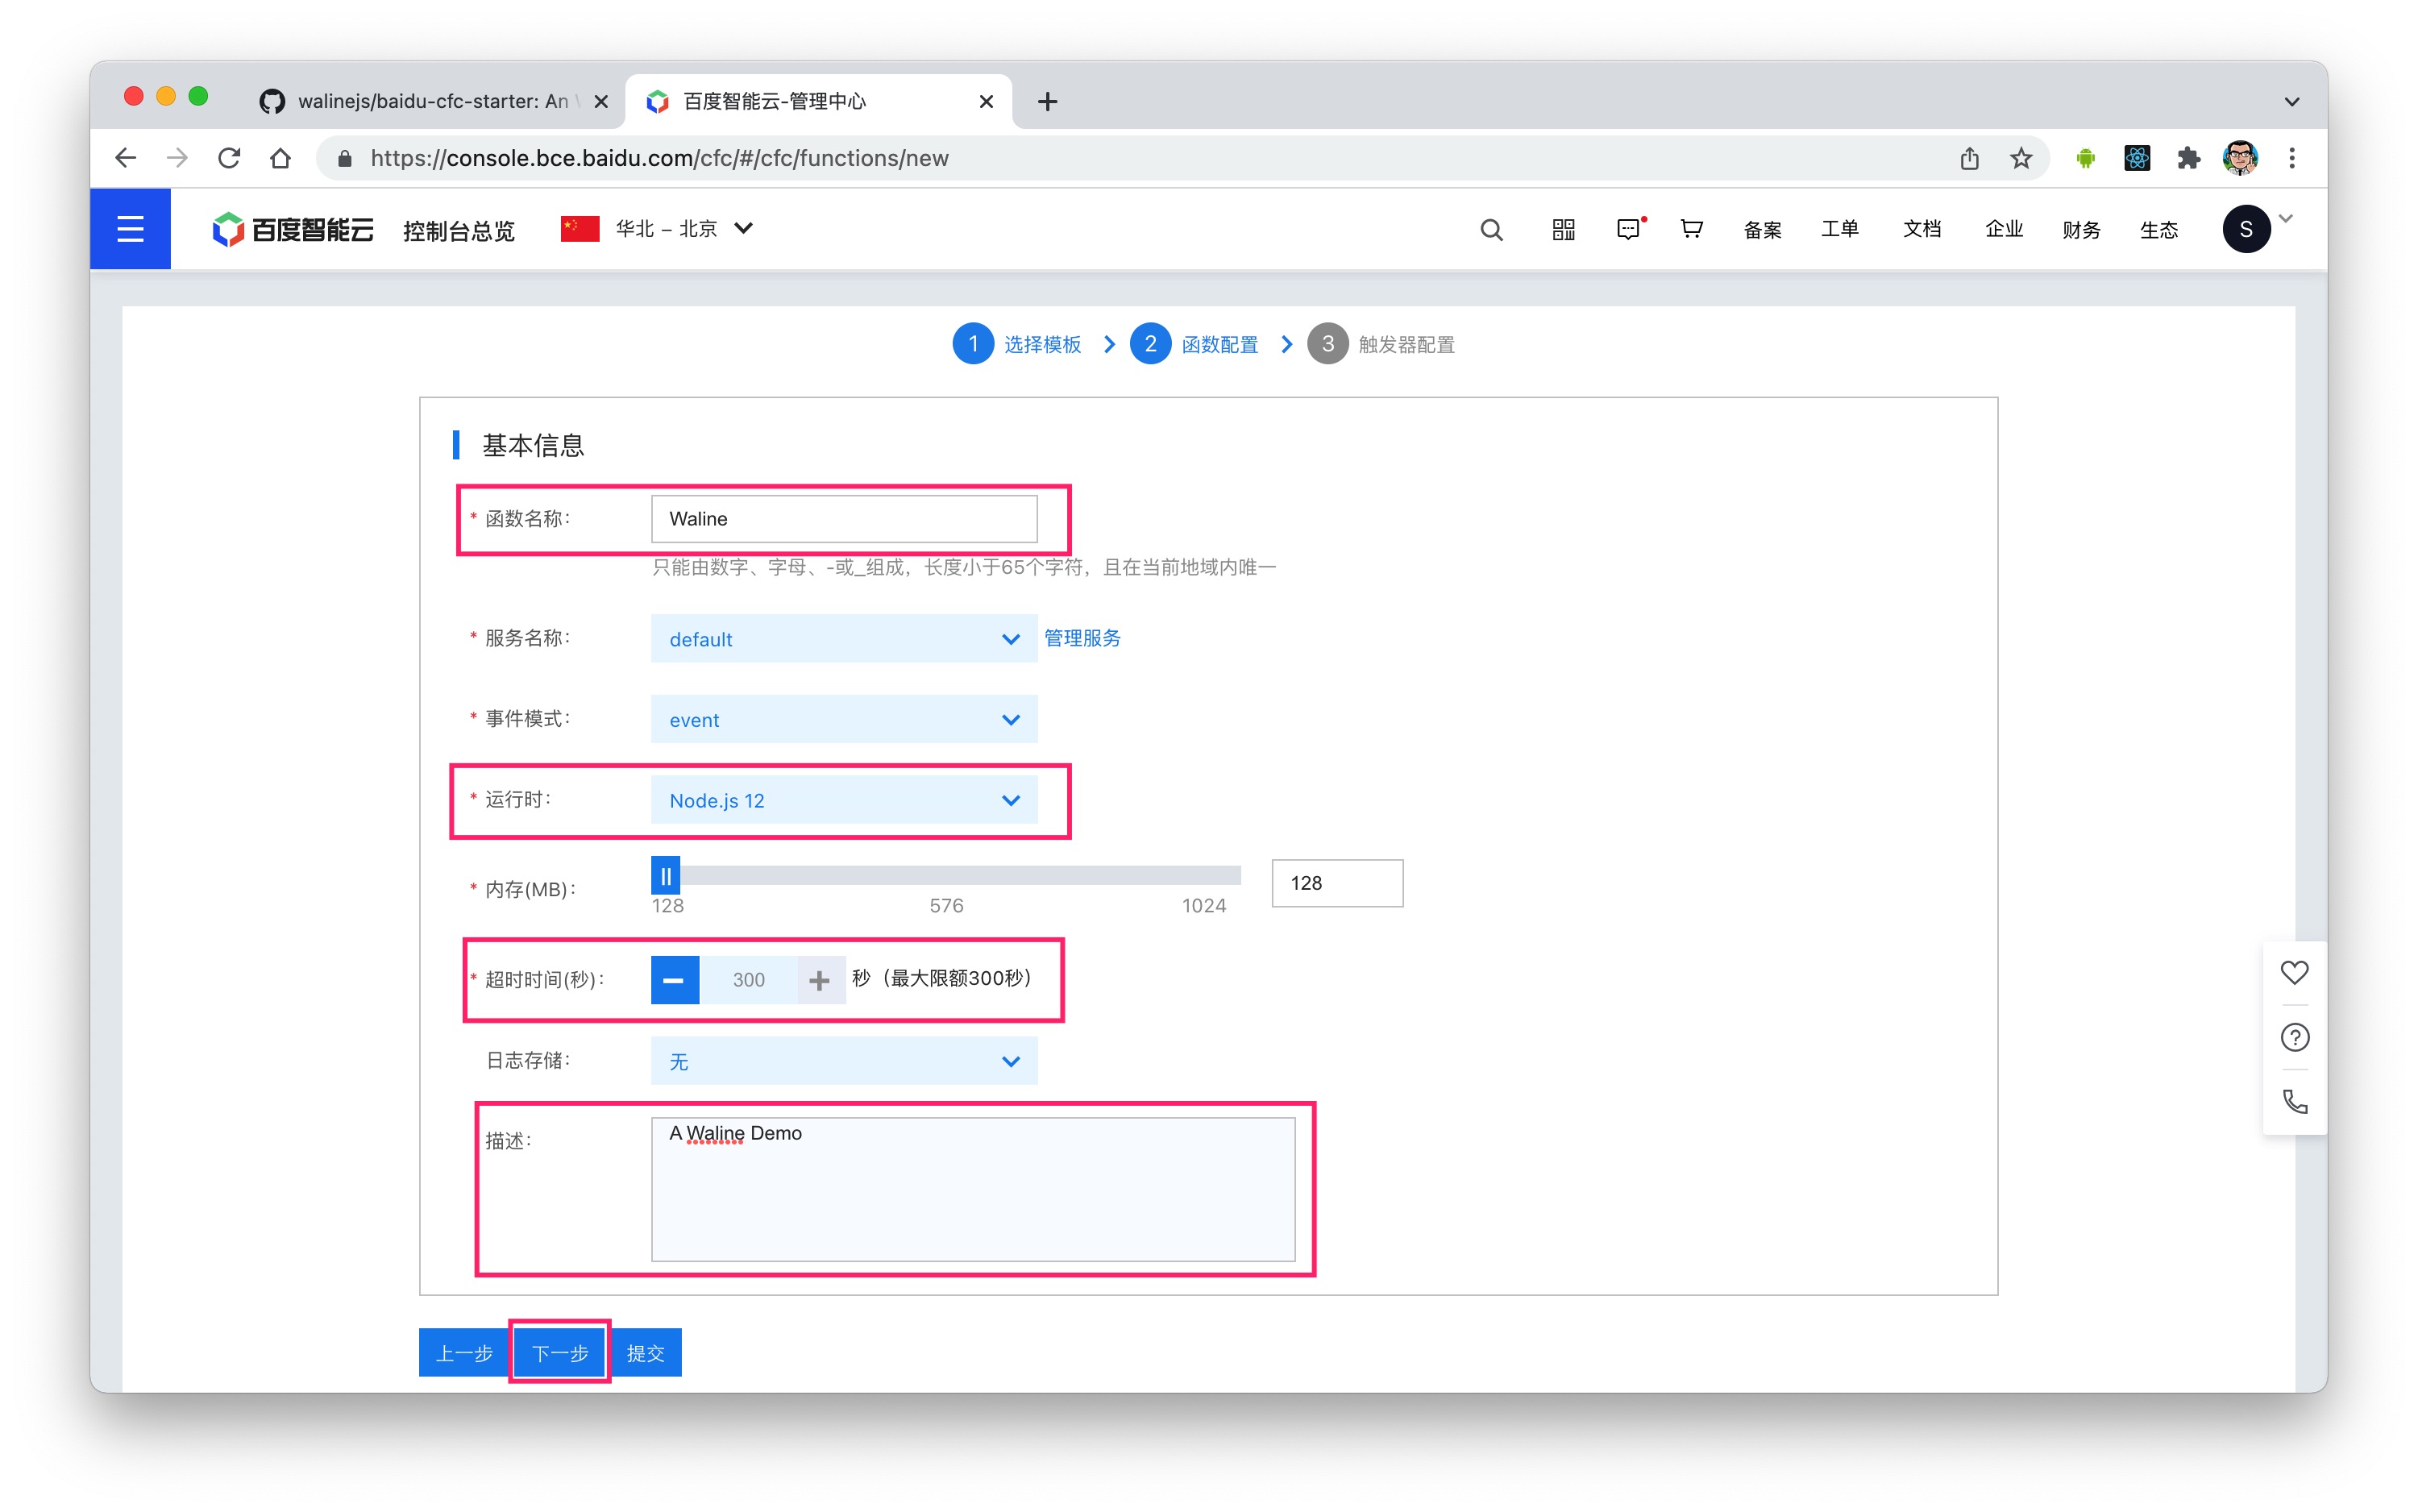 walinejs/baidu-cfc-starter: An
百度智能云-管理中心
https://console.bce.baidu.com/cfc/#/cfc/functions/new
百度智能云 控制台总览 华北 – 北京 备案 工单 文档 企业 财务 生态 S
1 选择模板 2 函数配置 3 触发器配置
基本信息
* 函数名称： Waline
只能由数字、字母、-或_组成，长度小于65个字符，且在当前地域内唯一
* 服务名称： default 管理服务
* 事件模式： event
* 运行时： Node.js 12
* 内存(MB)： 128
128 576 1024
* 超时时间(秒)： 300 秒（最大限额300秒）
日志存储： 无
描述： A Waline Demo
上一步 下一步 提交